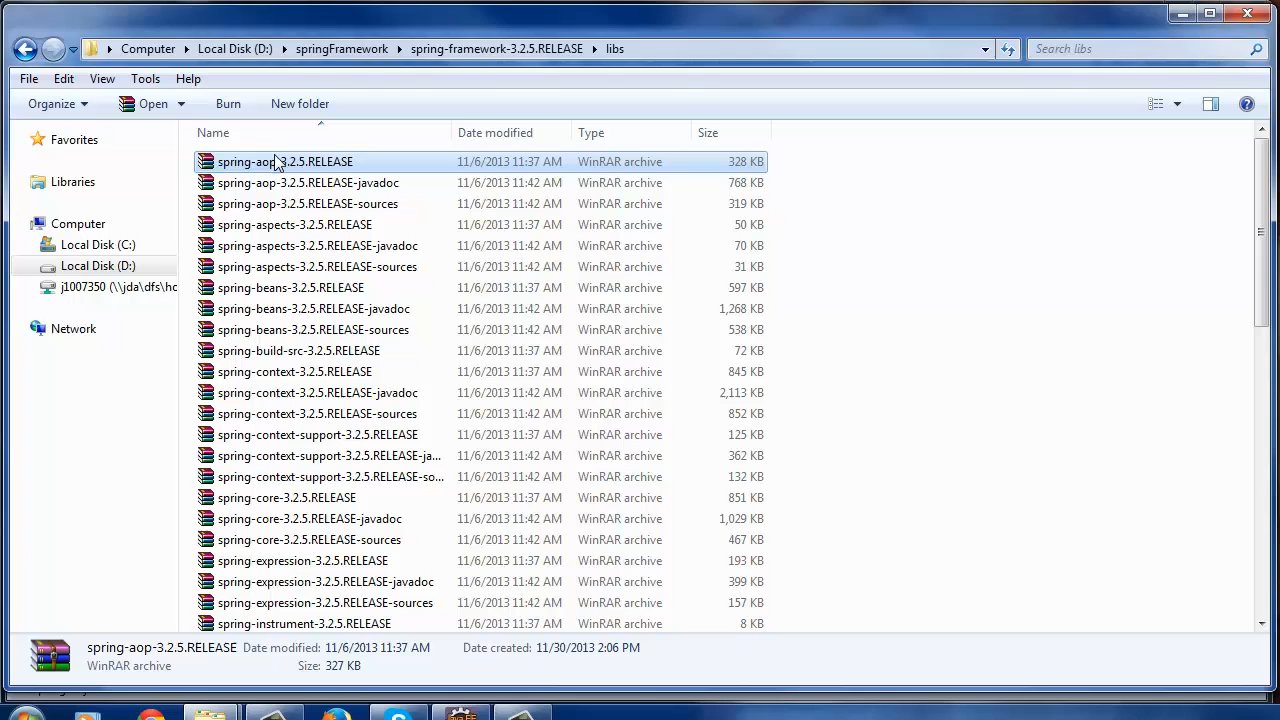 Computer Local Disk (D:) springFramework spring-framework-3.2.5.RELEASE libs Search libs
File Edit View Tools Help
Organize Open Burn New folder
Favorites
Libraries
Computer
Local Disk (C:)
Local Disk (D:)
j1007350 (\\jda\dfs\hc
Network
Name Date modified Type Size
spring-aop-3.2.5.RELEASE 11/6/2013 11:37 AM WinRAR archive 328 KB
spring-aop-3.2.5.RELEASE-javadoc 11/6/2013 11:42 AM WinRAR archive 768 KB
spring-aop-3.2.5.RELEASE-sources 11/6/2013 11:42 AM WinRAR archive 319 KB
spring-aspects-3.2.5.RELEASE 11/6/2013 11:37 AM WinRAR archive 50 KB
spring-aspects-3.2.5.RELEASE-javadoc 11/6/2013 11:42 AM WinRAR archive 70 KB
spring-aspects-3.2.5.RELEASE-sources 11/6/2013 11:42 AM WinRAR archive 31 KB
spring-beans-3.2.5.RELEASE 11/6/2013 11:37 AM WinRAR archive 597 KB
spring-beans-3.2.5.RELEASE-javadoc 11/6/2013 11:42 AM WinRAR archive 1,268 KB
spring-beans-3.2.5.RELEASE-sources 11/6/2013 11:42 AM WinRAR archive 538 KB
spring-build-src-3.2.5.RELEASE 11/6/2013 11:37 AM WinRAR archive 72 KB
spring-context-3.2.5.RELEASE 11/6/2013 11:37 AM WinRAR archive 845 KB
spring-context-3.2.5.RELEASE-javadoc 11/6/2013 11:42 AM WinRAR archive 2,113 KB
spring-context-3.2.5.RELEASE-sources 11/6/2013 11:42 AM WinRAR archive 852 KB
spring-context-support-3.2.5.RELEASE 11/6/2013 11:37 AM WinRAR archive 125 KB
spring-context-support-3.2.5.RELEASE-ja... 11/6/2013 11:42 AM WinRAR archive 362 KB
spring-context-support-3.2.5.RELEASE-so... 11/6/2013 11:42 AM WinRAR archive 132 KB
spring-core-3.2.5.RELEASE 11/6/2013 11:37 AM WinRAR archive 851 KB
spring-core-3.2.5.RELEASE-javadoc 11/6/2013 11:42 AM WinRAR archive 1,029 KB
spring-core-3.2.5.RELEASE-sources 11/6/2013 11:42 AM WinRAR archive 467 KB
spring-expression-3.2.5.RELEASE 11/6/2013 11:37 AM WinRAR archive 193 KB
spring-expression-3.2.5.RELEASE-javadoc 11/6/2013 11:42 AM WinRAR archive 399 KB
spring-expression-3.2.5.RELEASE-sources 11/6/2013 11:42 AM WinRAR archive 157 KB
spring-instrument-3.2.5.RELEASE 11/6/2013 11:37 AM WinRAR archive 8 KB
spring-aop-3.2.5.RELEASE Date modified: 11/6/2013 11:37 AM Date created: 11/30/2013 2:06 PM
WinRAR archive Size: 327 KB